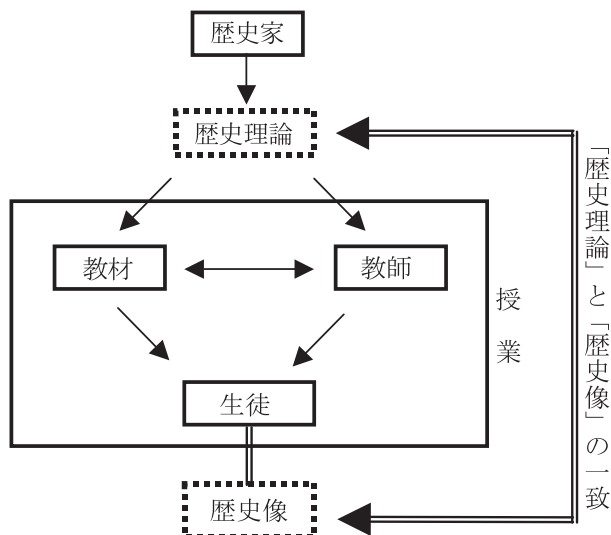 歴史家
歴史理論
教材
教師
生徒
歴史像
授業
「歴史理論」と「歴史像」の一致